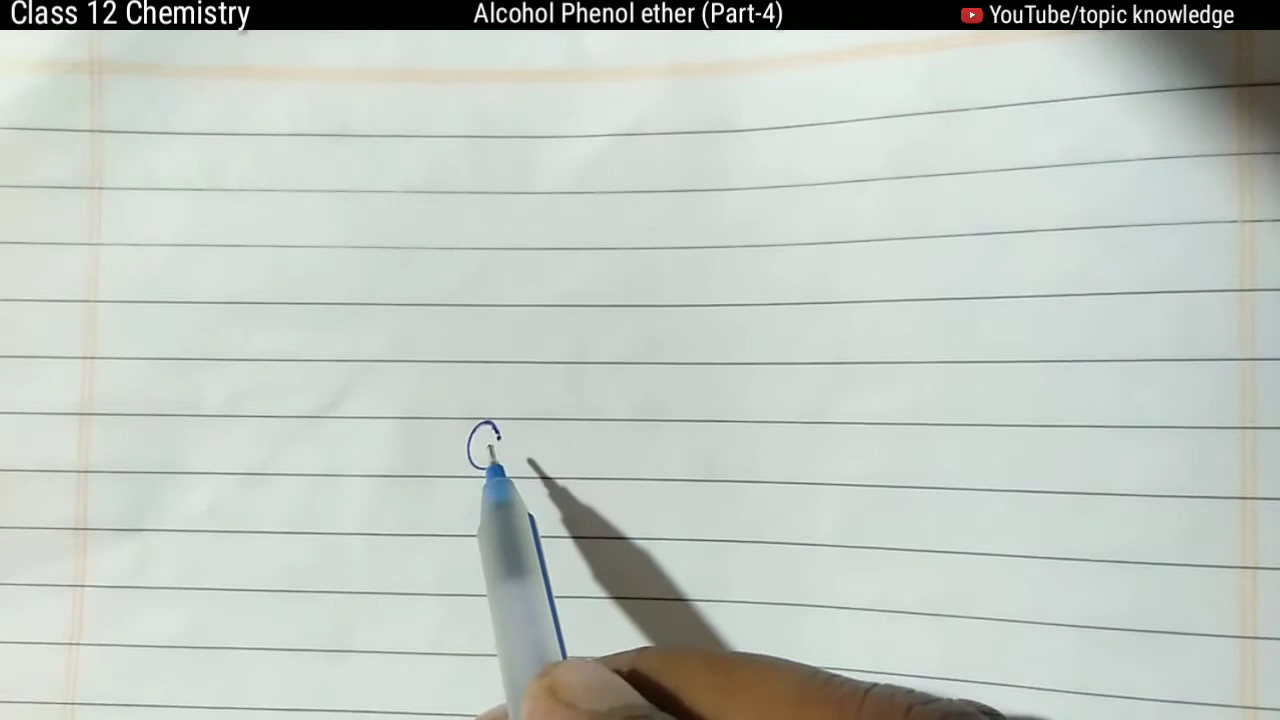 Class 12 Chemistry
Alcohol Phenol ether (Part-4)
YouTube/topic knowledge
C